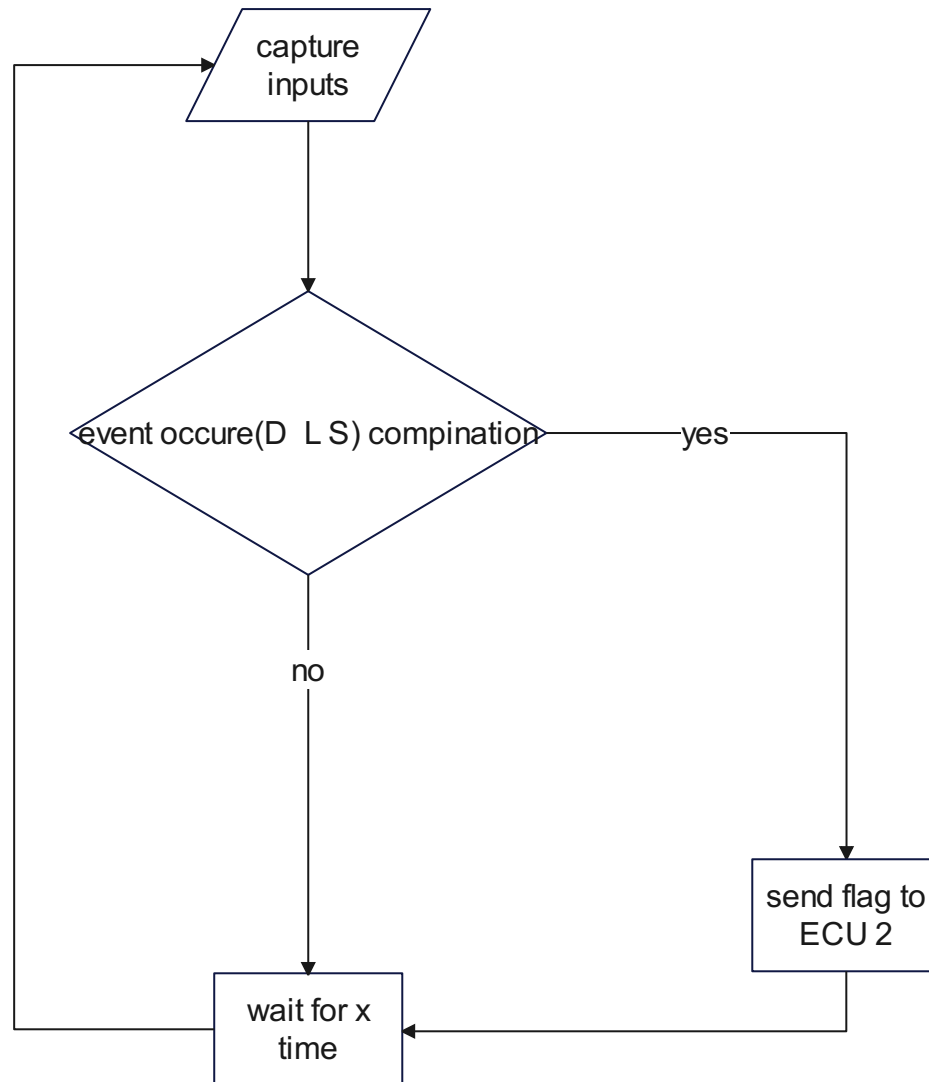 capture
inputs
event occure(D L S) compination
yes
no
send flag to
ECU 2
wait for x
time